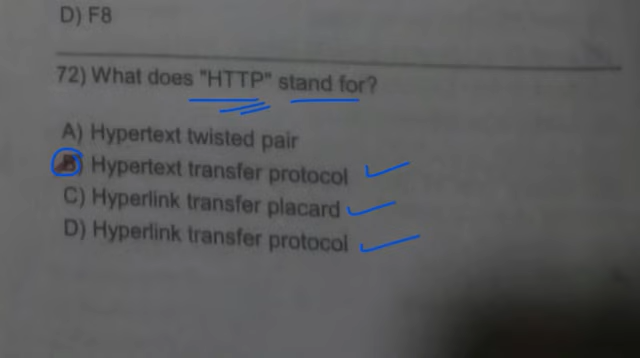 D) F8
72) What does "HTTP" stand for?
A) Hypertext twisted pair
B) Hypertext transfer protocol
C) Hyperlink transfer placard
D) Hyperlink transfer protocol